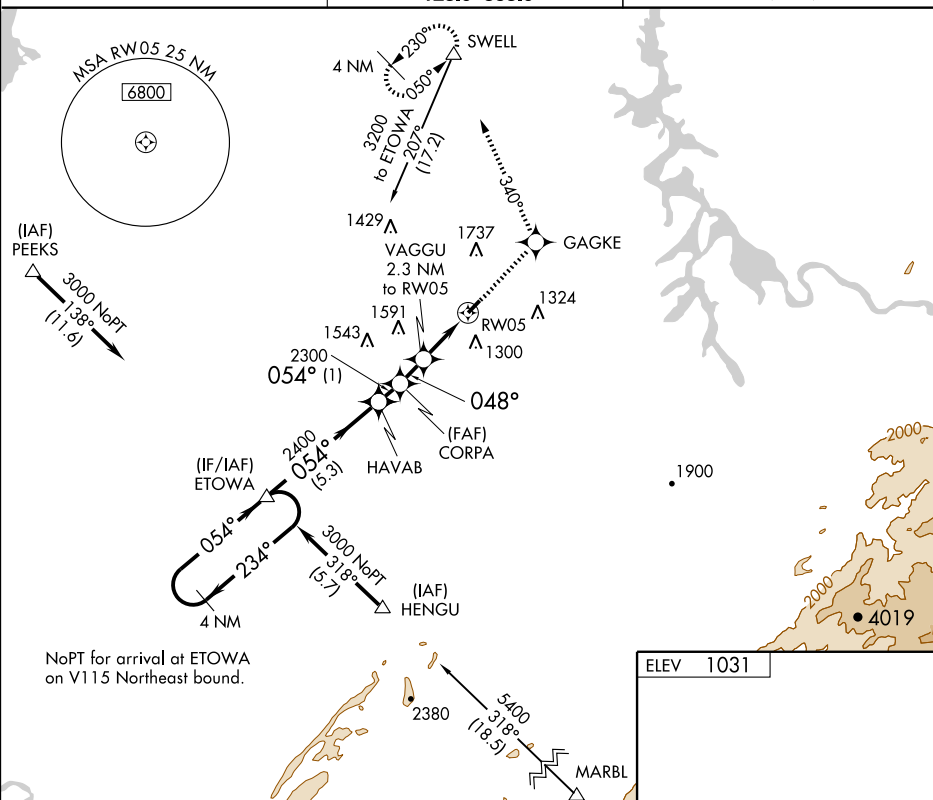 MSA RW05 25 NM
6800
230°
050°
4 NM
SWELL
3200
to ETOWA
207°
(17.2)
340°
1429
1737
GAGKE
VAGGU
2.3 NM
to RW05
(IAF)
PEEKS
3000 NoPT
138°
(11.6)
1591
1543
1324
RW05
1300
2300
054° (1)
048°
(FAF)
CORPA
HAVAB
2400
054°
(5.3)
(IF/IAF)
ETOWA
054°
234°
4 NM
3000 NoPT
318°
(5.7)
(IAF)
HENGU
1900
2000
2000
4019
NoPT for arrival at ETOWA
on V115 Northeast bound.
2380
5400
318°
(18.5)
MARBL
ELEV 1031